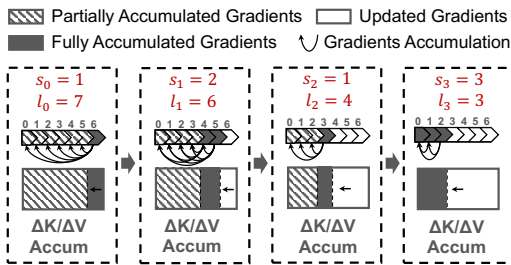 Partially Accumulated Gradients Updated Gradients
Fully Accumulated Gradients Gradients Accumulation
s₀ = 1 s₁ = 2 s₂ = 1 s₃ = 3
l₀ = 7 l₁ = 6 l₂ = 4 l₃ = 3
0 1 2 3 4 5 6 0 1 2 3 4 5 6 0 1 2 3 4 5 6 0 1 2 3 4 5 6
ΔK/ΔV ΔK/ΔV ΔK/ΔV ΔK/ΔV
Accum Accum Accum Accum